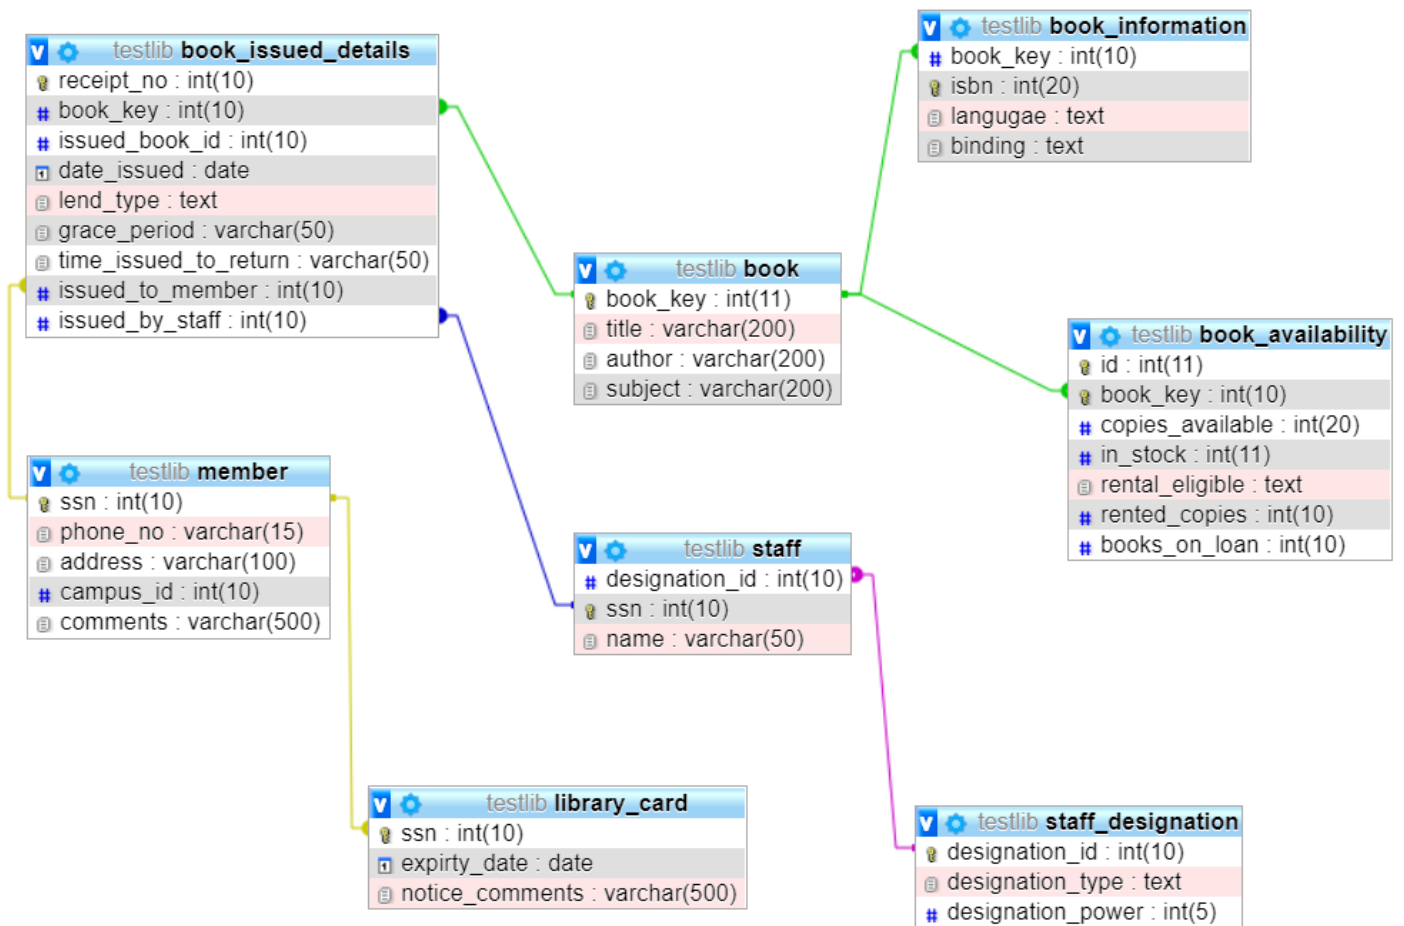 testlib book_issued_details
receipt_no : int(10)
book_key : int(10)
issued_book_id : int(10)
date_issued : date
lend_type : text
grace_period : varchar(50)
time_issued_to_return : varchar(50)
issued_to_member : int(10)
issued_by_staff : int(10)
testlib book_information
book_key : int(10)
isbn : int(20)
langugae : text
binding : text
testlib book
book_key : int(11)
title : varchar(200)
author : varchar(200)
subject : varchar(200)
testlib book_availability
id : int(11)
book_key : int(10)
copies_available : int(20)
in_stock : int(11)
rental_eligible : text
rented_copies : int(10)
books_on_loan : int(10)
testlib member
ssn : int(10)
phone_no : varchar(15)
address : varchar(100)
campus_id : int(10)
comments : varchar(500)
testlib staff
designation_id : int(10)
ssn : int(10)
name : varchar(50)
testlib library_card
ssn : int(10)
expirty_date : date
notice_comments : varchar(500)
testlib staff_designation
designation_id : int(10)
designation_type : text
designation_power : int(5)